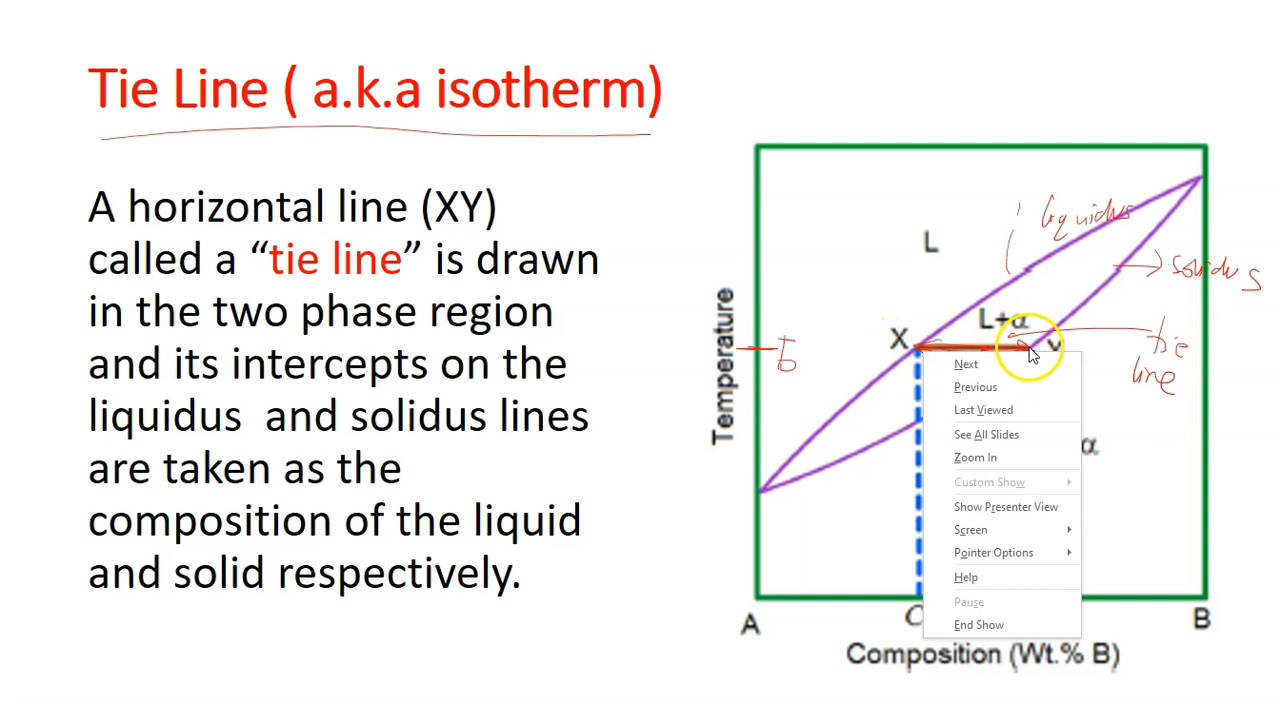 Tie Line ( a.k.a isotherm)
A horizontal line (XY)
called a “tie line” is drawn
in the two phase region
and its intercepts on the
liquidus and solidus lines
are taken as the
composition of the liquid
and solid respectively.
liquidus
L
solidus
L+α
X
Y
tie
line
Temperature
α
Next
Previous
Last Viewed
See All Slides
Zoom In
Custom Show
Show Presenter View
Screen
Pointer Options
Help
Pause
End Show
A
C
B
Composition (Wt.% B)